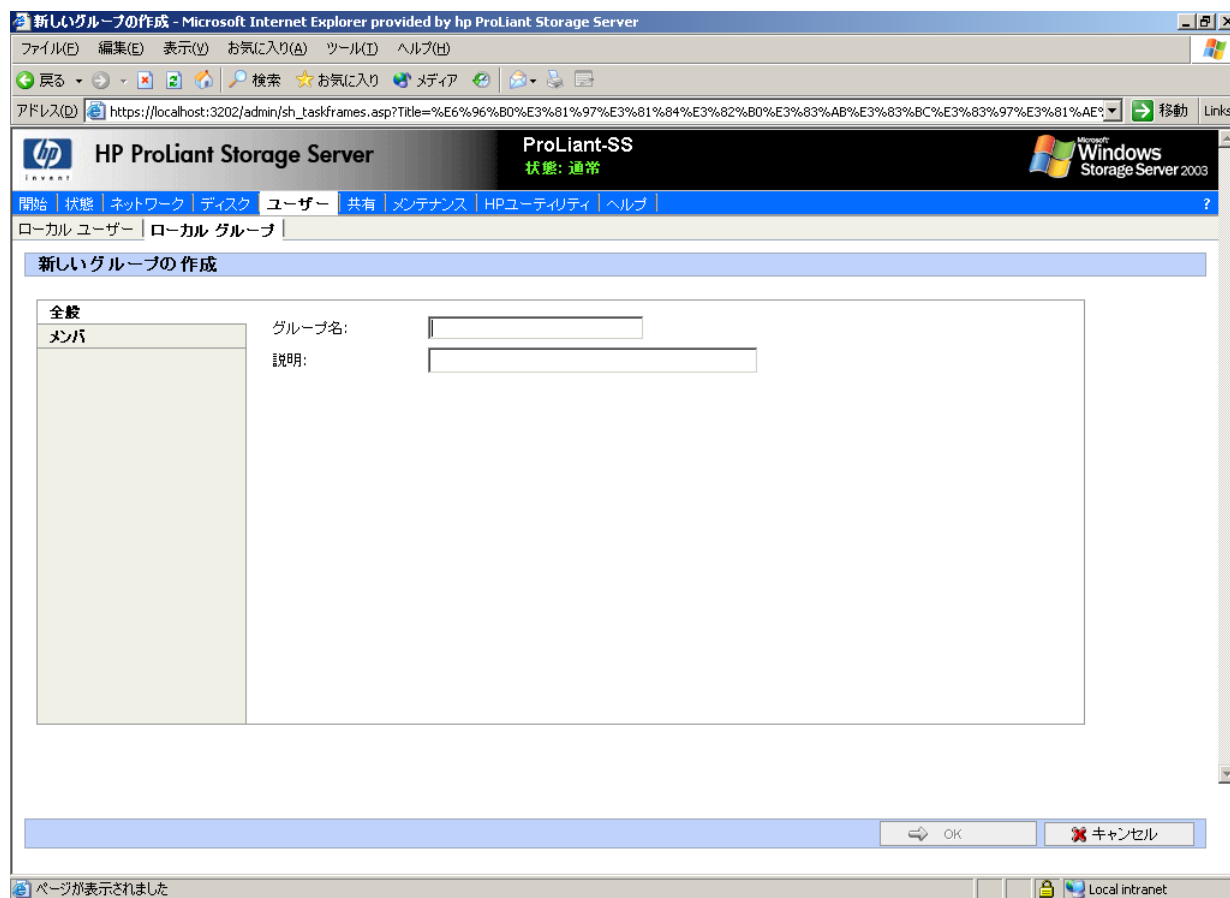 新しいグループの作成 - Microsoft Internet Explorer provided by hp ProLiant Storage Server
ファイル(F) 編集(E) 表示(V) お気に入り(A) ツール(T) ヘルプ(H)
戻る 検索 お気に入り メディア
アドレス(D) https://localhost:3202/admin/sh_taskframes.asp?Title=%E6%96%B0%E3%81%97%E3%81%84%E3%82%B0%E3%83%AB%E3%83%BC%E3%83%97%E3%81%AE% 移動 Links
hp invent HP ProLiant Storage Server
ProLiant-SS
状態: 通常
Microsoft Windows Storage Server 2003
開始 状態 ネットワーク ディスク ユーザー 共有 メンテナンス HPユーティリティ ヘルプ ?
ローカル ユーザー ローカル グループ
新しいグループの作成
全般
メンバ
グループ名:
説明:
OK キャンセル
ページが表示されました Local intranet